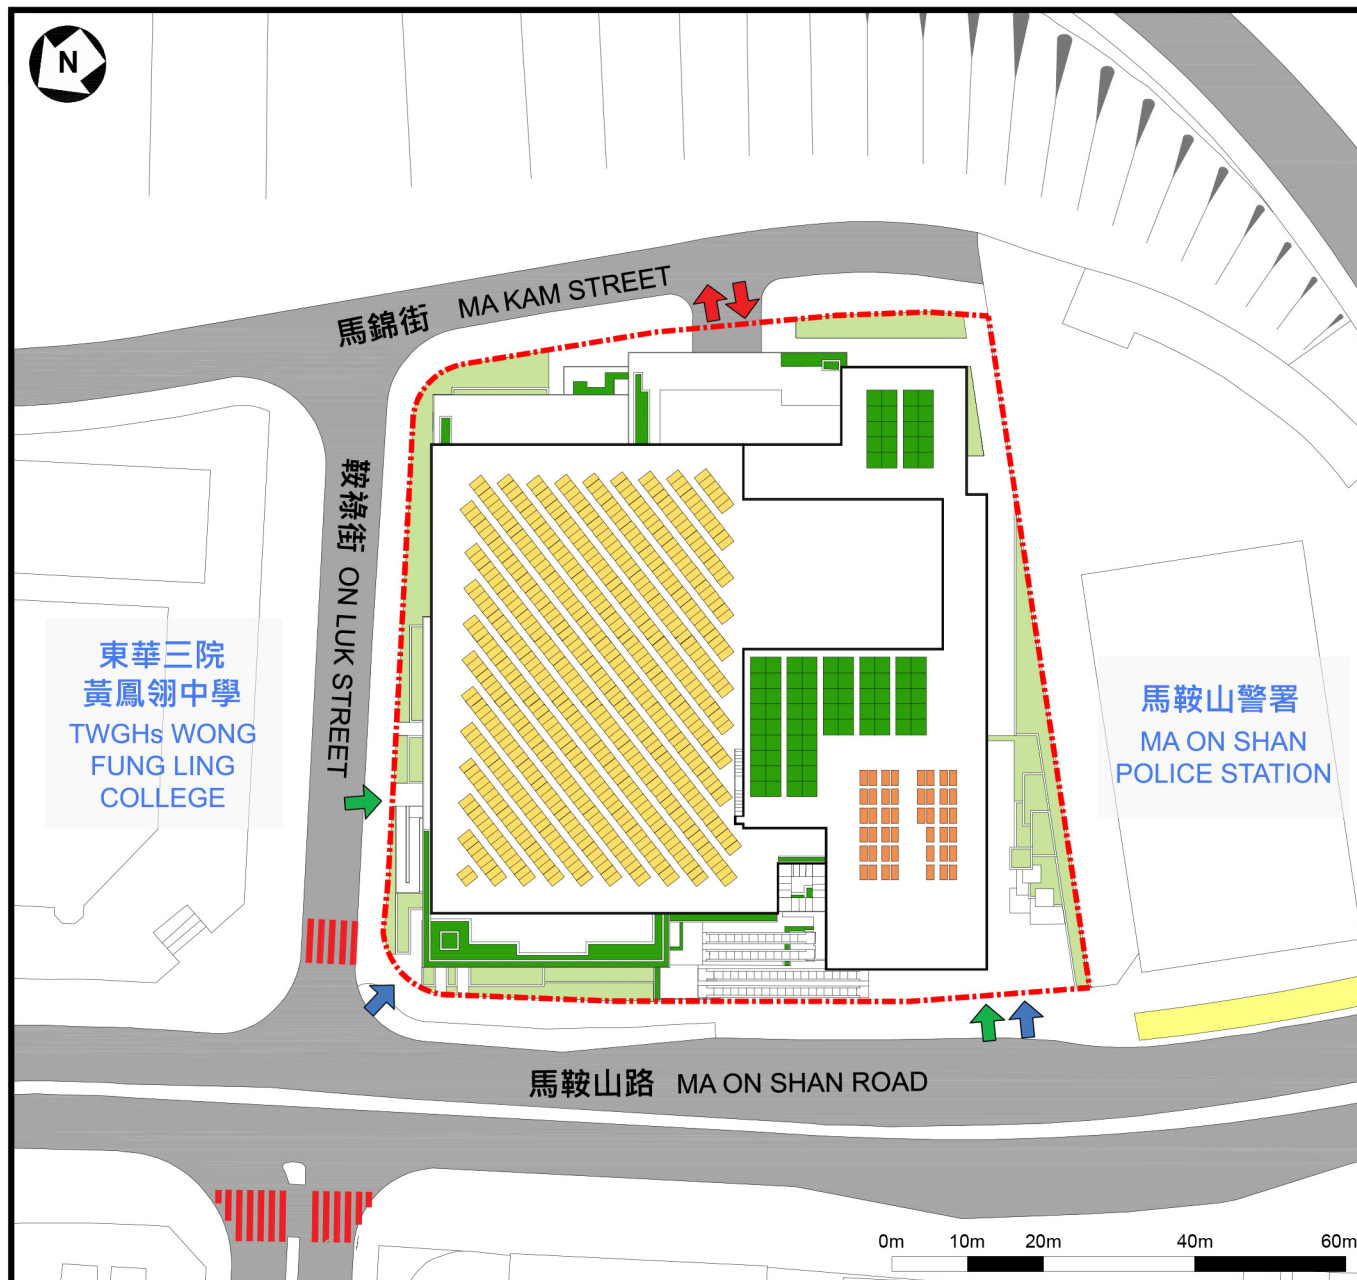 N
馬錦街 MA KAM STREET
鞍祿街 ON LUK STREET
東華三院
黃鳳翎中學
TWGHs WONG
FUNG LING
COLLEGE
馬鞍山警署
MA ON SHAN
POLICE STATION
馬鞍山路 MA ON SHAN ROAD
0m 10m 20m 40m 60m